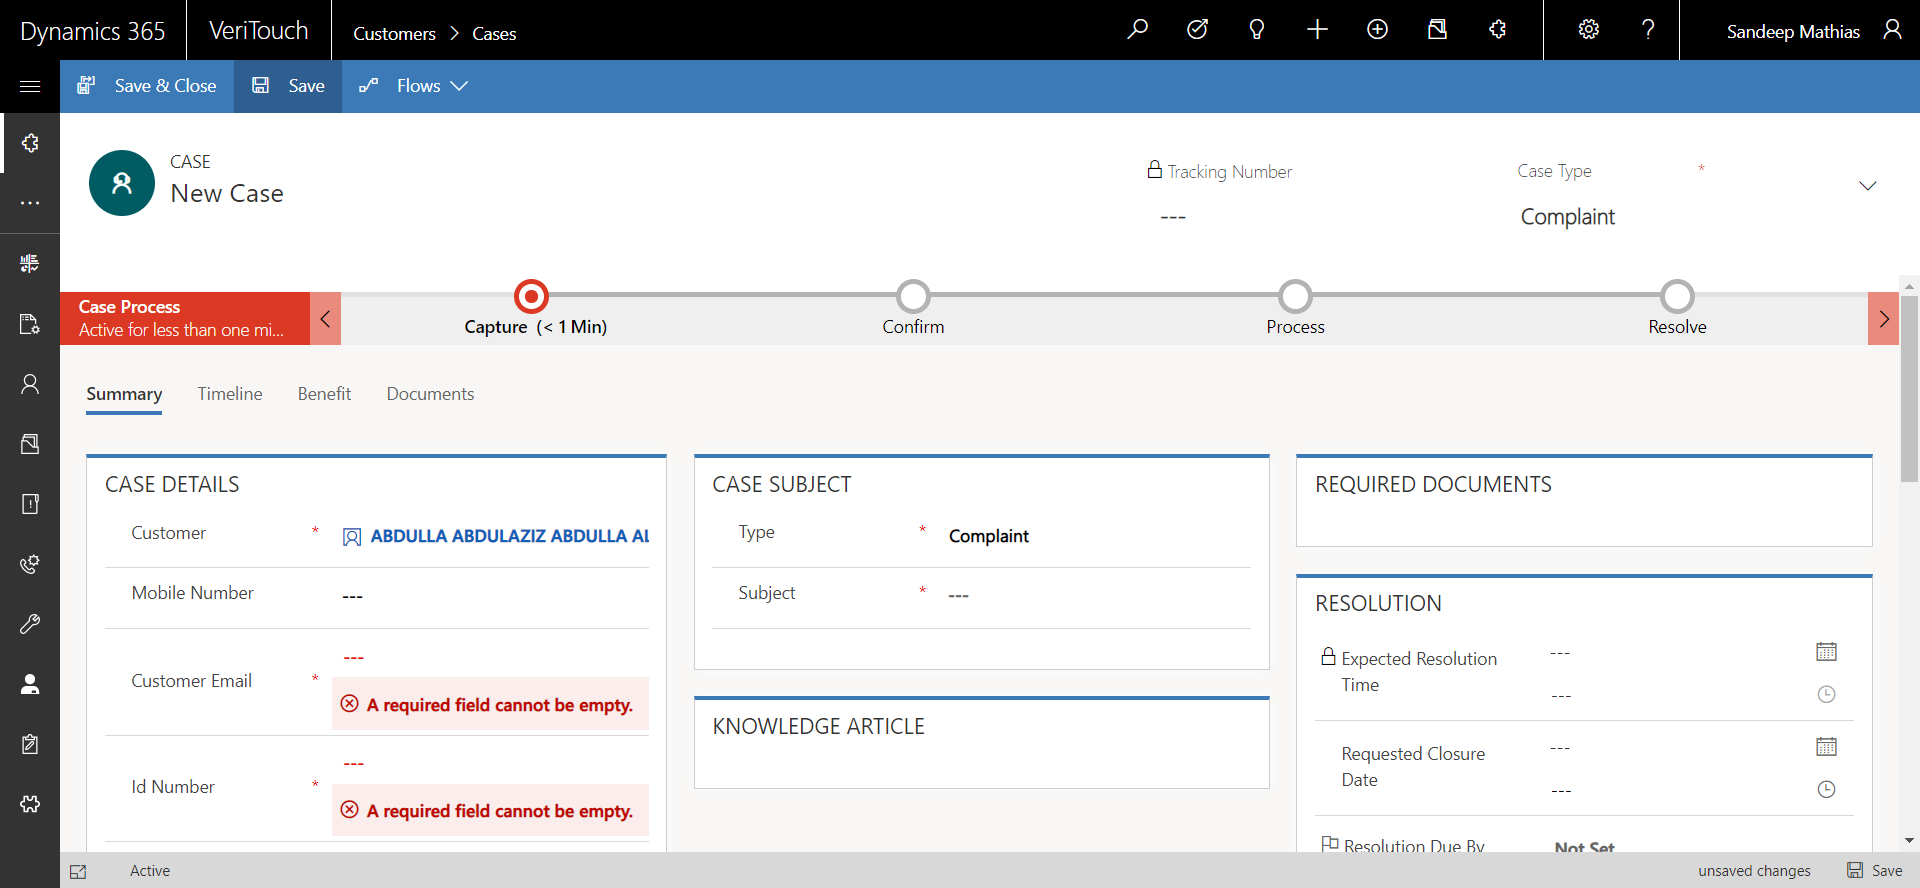 Dynamics 365
VeriTouch
Customers > Cases
Sandeep Mathias
Save & Close
Save
Flows
CASE
New Case
Tracking Number
---
Case Type *
Complaint
Case Process
Active for less than one mi...
Capture (< 1 Min)
Confirm
Process
Resolve
Summary
Timeline
Benefit
Documents
CASE DETAILS
Customer *
ABDULLA ABDULAZIZ ABDULLA AL
Mobile Number
---
Customer Email *
---
A required field cannot be empty.
Id Number *
---
A required field cannot be empty.
CASE SUBJECT
Type *
Complaint
Subject *
---
KNOWLEDGE ARTICLE
REQUIRED DOCUMENTS
RESOLUTION
Expected Resolution
Time
---
---
Requested Closure
Date
---
---
Resolution Due By
Not Set
Active
unsaved changes
Save